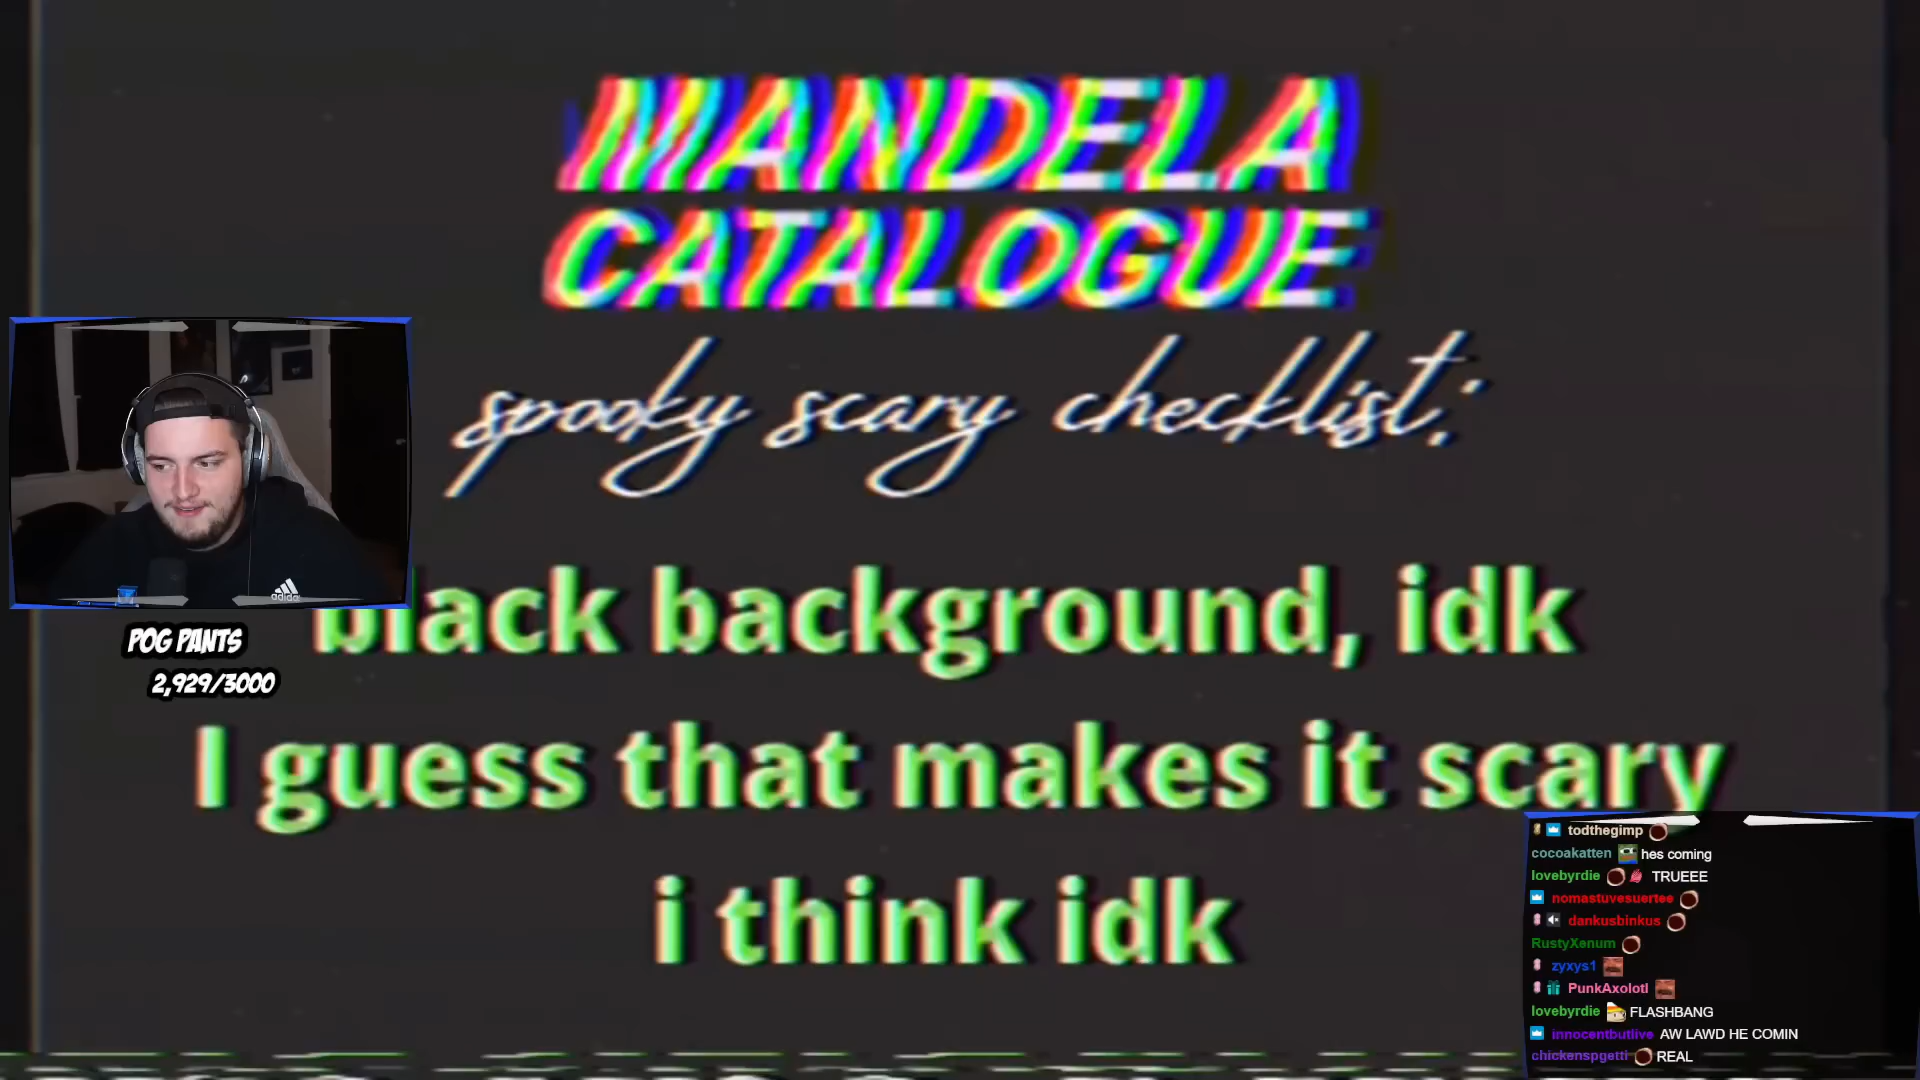 MANDELA
CATALOGUE
spooky scary checklist:
black background, idk
I guess that makes it scary
i think idk
adidas
POG PANTS
2,929/3000
todthegimp
cocoakatten hes coming
lovebyrdie TRUEEE
nomastuvesuertee
dankusbinkus
RustyXenum
zyxys1
PunkAxolotl
lovebyrdie FLASHBANG
innocentbutlive AW LAWD HE COMIN
chickenspgetti REAL